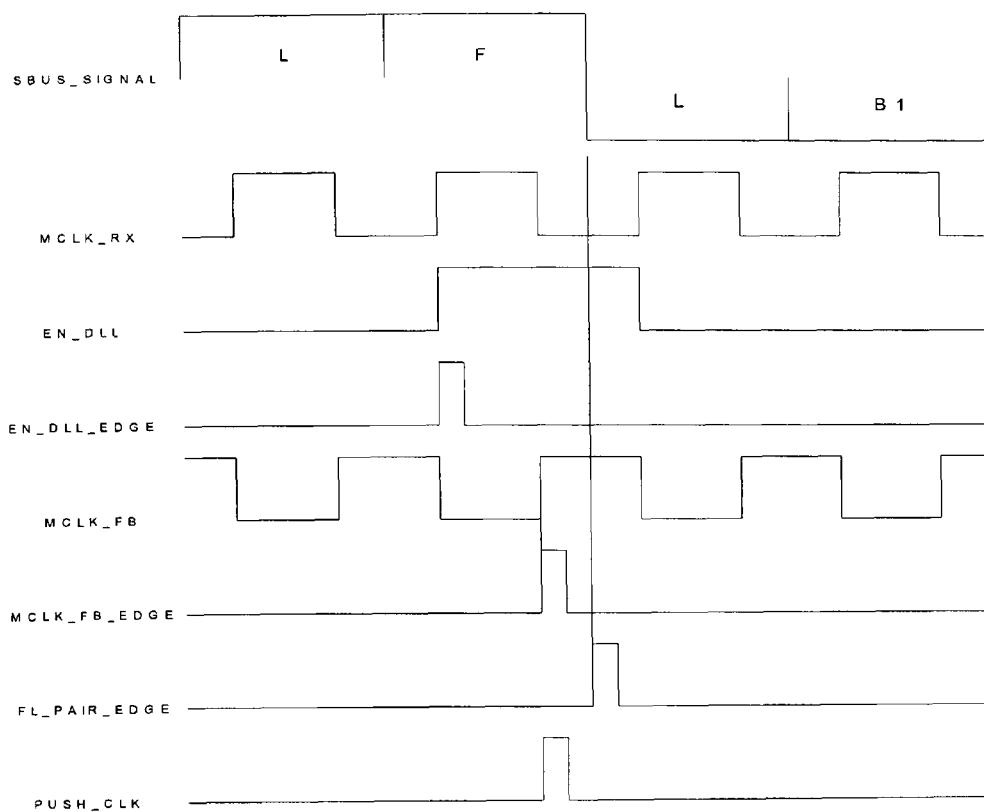 L F
SBUS_SIGNAL
L B1
MCLK_RX
EN_DLL
EN_DLL_EDGE
MCLK_FB
MCLK_FB_EDGE
FL_PAIR_EDGE
PUSH_CLK